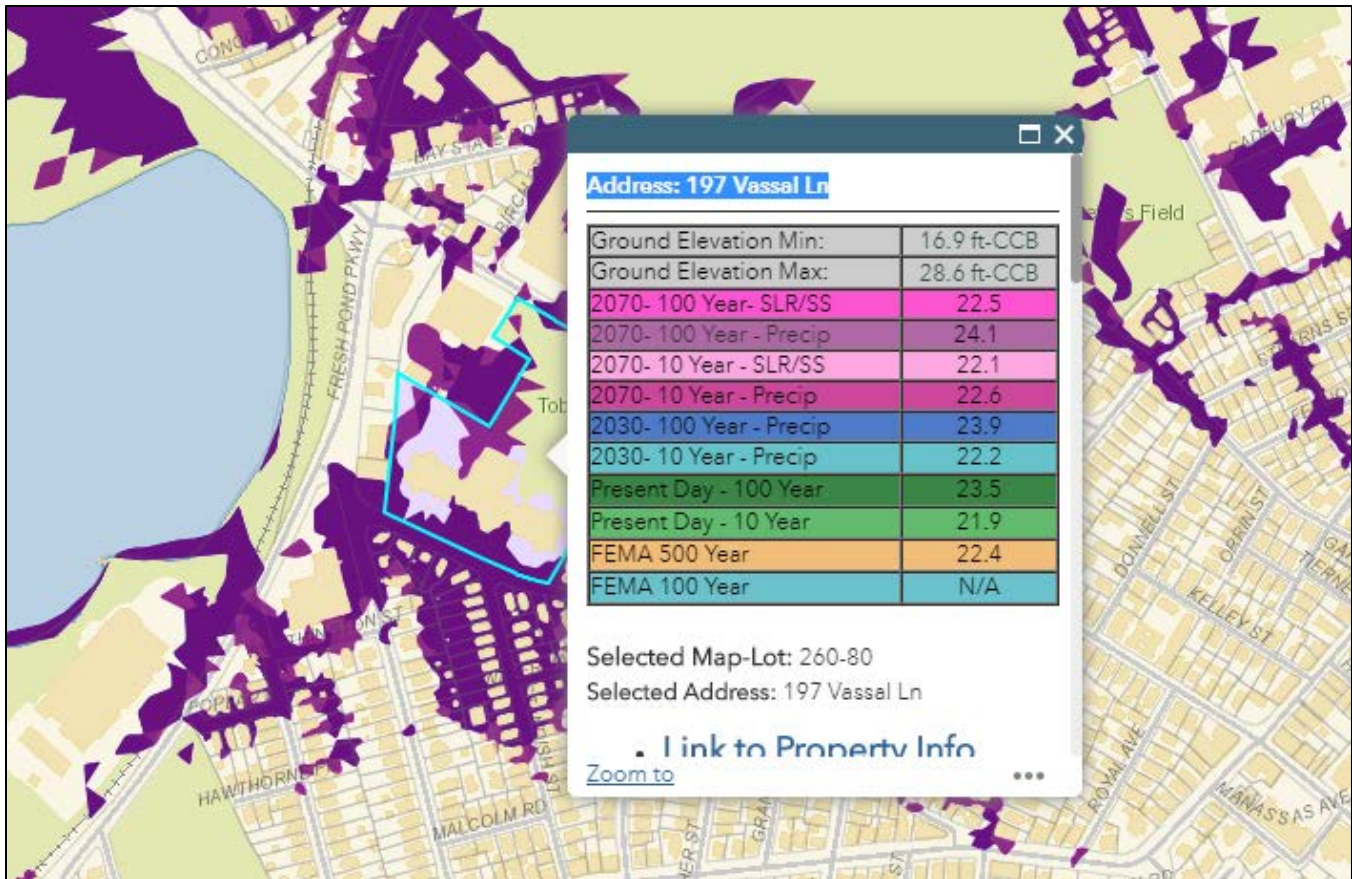 Address: 197 Vassal Ln
Ground Elevation Min: 16.9 ft-CCB
Ground Elevation Max: 28.6 ft-CCB
2070- 100 Year- SLR/SS 22.5
2070- 100 Year - Precip 24.1
2070- 10 Year - SLR/SS 22.1
2070- 10 Year - Precip 22.6
2030- 100 Year - Precip 23.9
2030- 10 Year - Precip 22.2
Present Day - 100 Year 23.5
Present Day - 10 Year 21.9
FEMA 500 Year 22.4
FEMA 100 Year N/A
Selected Map-Lot: 260-80
Selected Address: 197 Vassal Ln
• Link to Property Info
Zoom to
FRESH POND PKWY
Field
CADBURY RD
DONNELL ST
KELLEY ST
ROYAL AVE
MANASSAS AVE
MALCOLM RD